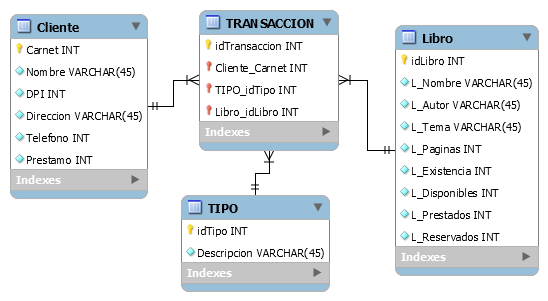 Cliente
Carnet INT
Nombre VARCHAR(45)
DPI INT
Direccion VARCHAR(45)
Telefono INT
Prestamo INT
Indexes
TRANSACCION
idTransaccion INT
Cliente_Carnet INT
TIPO_idTipo INT
Libro_idLibro INT
Indexes
TIPO
idTipo INT
Descripcion VARCHAR(45)
Indexes
Libro
idLibro INT
L_Nombre VARCHAR(45)
L_Autor VARCHAR(45)
L_Tema VARCHAR(45)
L_Paginas INT
L_Existencia INT
L_Disponibles INT
L_Prestados INT
L_Reservados INT
Indexes